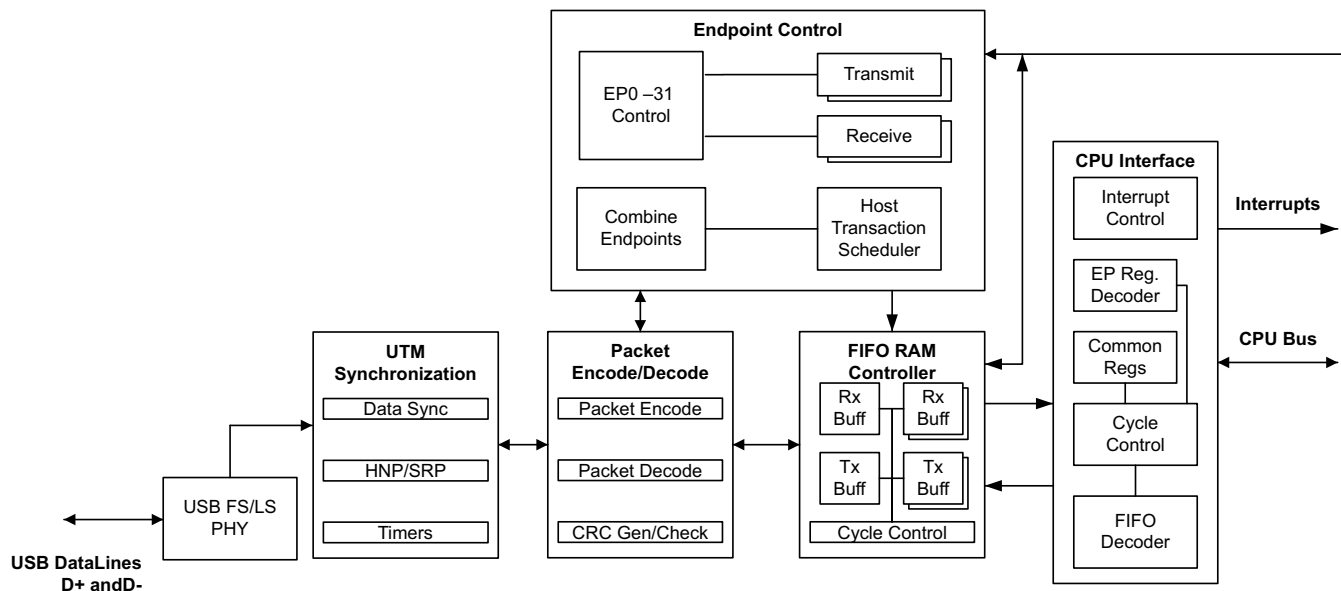 Endpoint Control
EP0 –31
Control
Transmit
Receive
Combine
Endpoints
Host
Transaction
Scheduler
CPU Interface
Interrupt
Control
Interrupts
EP Reg.
Decoder
Common
Regs
CPU Bus
Cycle
Control
FIFO
Decoder
UTM
Synchronization
Data Sync
HNP/SRP
Timers
Packet
Encode/Decode
Packet Encode
Packet Decode
CRC Gen/Check
FIFO RAM
Controller
Rx
Buff
Rx
Buff
Tx
Buff
Tx
Buff
Cycle Control
USB FS/LS
PHY
USB DataLines
D+ andD-